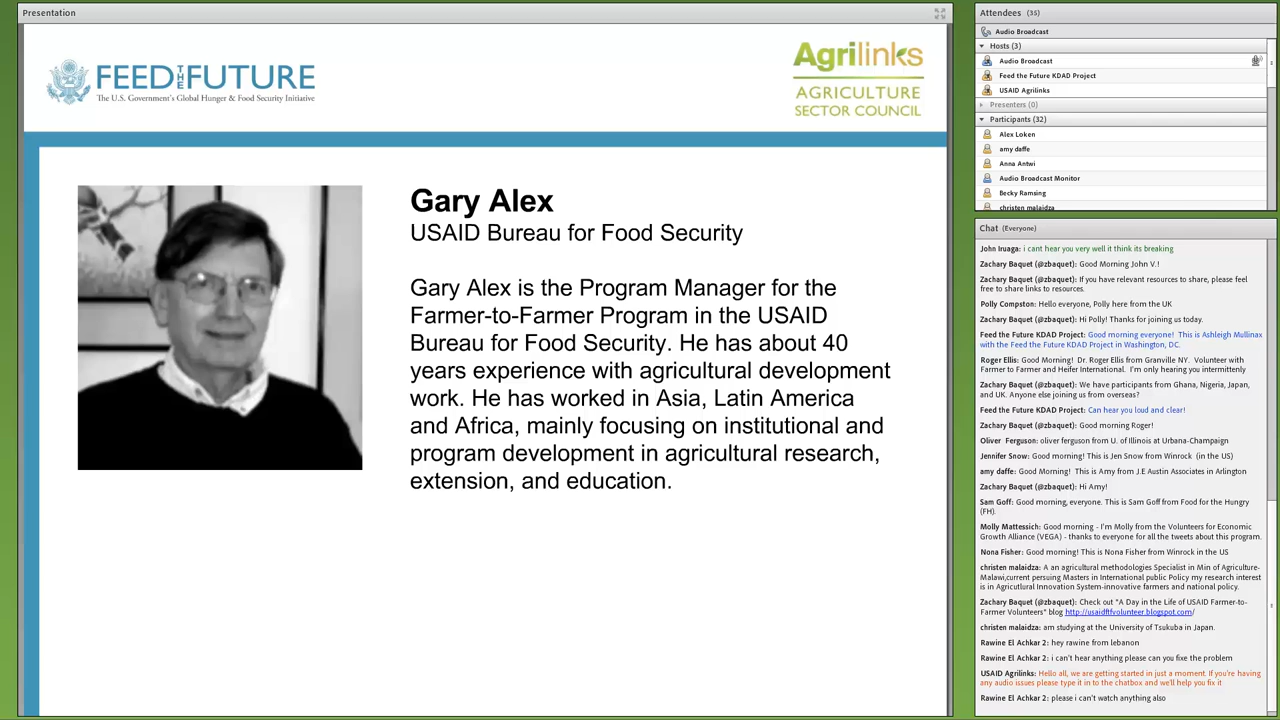 Presentation
FEED THE FUTURE
The U.S. Government's Global Hunger & Food Security Initiative
Agrilinks
AGRICULTURE
SECTOR COUNCIL
Gary Alex
USAID Bureau for Food Security
Gary Alex is the Program Manager for the
Farmer-to-Farmer Program in the USAID
Bureau for Food Security. He has about 40
years experience with agricultural development
work. He has worked in Asia, Latin America
and Africa, mainly focusing on institutional and
program development in agricultural research,
extension, and education.
Attendees (35)
Audio Broadcast
Hosts (3)
Audio Broadcast
Feed the Future KDAD Project
USAID Agrilinks
Presenters (0)
Participants (32)
Alex Loken
amy daffe
Anna Antwi
Audio Broadcast Monitor
Becky Ramsing
christen malaidza
Chat (Everyone)
John Iruaga: i cant hear you very well it think its breaking
Zachary Baquet (@zbaquet): Good Morning John V.!
Zachary Baquet (@zbaquet): If you have relevant resources to share, please feel
free to share links to resources.
Polly Compston: Hello everyone, Polly here from the UK
Zachary Baquet (@zbaquet): Hi Polly! Thanks for joining us today.
Feed the Future KDAD Project: Good morning everyone! This is Ashleigh Mullinax
with the Feed the Future KDAD Project in Washington, DC.
Roger Ellis: Good Morning! Dr. Roger Ellis from Granville NY. Volunteer with
Farmer to Farmer and Heifer International. I'm only hearing you intermittently
Zachary Baquet (@zbaquet): We have participants from Ghana, Nigeria, Japan,
and UK. Anyone else joining us from overseas?
Feed the Future KDAD Project: Can hear you loud and clear!
Zachary Baquet (@zbaquet): Good morning Roger!
Oliver Ferguson: oliver ferguson from U. of Illinois at Urbana-Champaign
Jennifer Snow: Good morning! This is Jen Snow from Winrock (in the US)
amy daffe: Good Morning! This is Amy from J.E Austin Associates in Arlington
Zachary Baquet (@zbaquet): Hi Amy!
Sam Goff: Good morning, everyone. This is Sam Goff from Food for the Hungry
(FH).
Molly Mattessich: Good morning - I'm Molly from the Volunteers for Economic
Growth Alliance (VEGA) - thanks to everyone for all the tweets about this program.
Nona Fisher: Good morning! This is Nona Fisher from Winrock in the US
christen malaidza: A an agricultural methodologies Specialist in Min of Agriculture-
Malawi,current persuing Masters in International public Policy my research interest
is in Agricutlural Innovation System-innovative farmers and national policy.
Zachary Baquet (@zbaquet): Check out "A Day in the Life of USAID Farmer-to-
Farmer Volunteers" blog http://usaidftfvolunteer.blogspot.com/
christen malaidza: am studying at the University of Tsukuba in Japan.
Rawine El Achkar 2: hey rawine from lebanon
Rawine El Achkar 2: i can't hear anything please can you fixe the problem
USAID Agrilinks: Hello all, we are getting started in just a moment. If you're having
any audio issues please type it in to the chatbox and we'll help you fix it
Rawine El Achkar 2: please i can't watch anything also